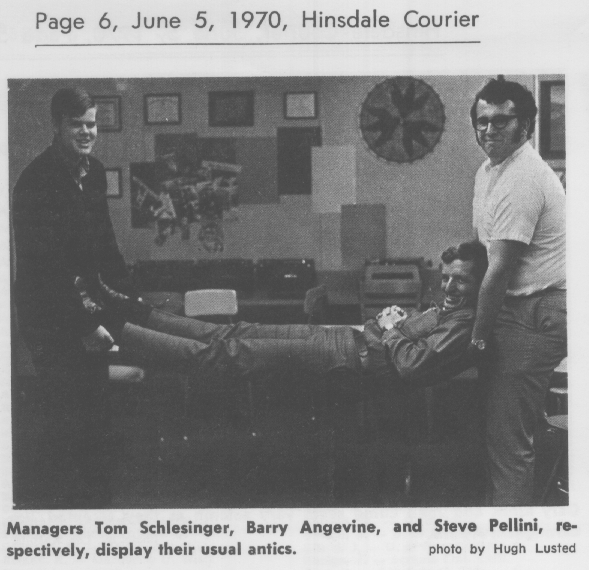 Page 6, June 5, 1970, Hinsdale Courier
Managers Tom Schlesinger, Barry Angevine, and Steve Pellini, re-
spectively, display their usual antics.
photo by Hugh Lusted